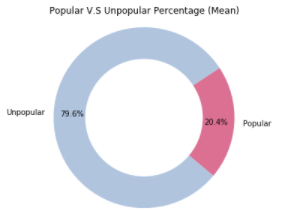 Popular V.S Unpopular Percentage (Mean)
Unpopular
79.6%
20.4%
Popular